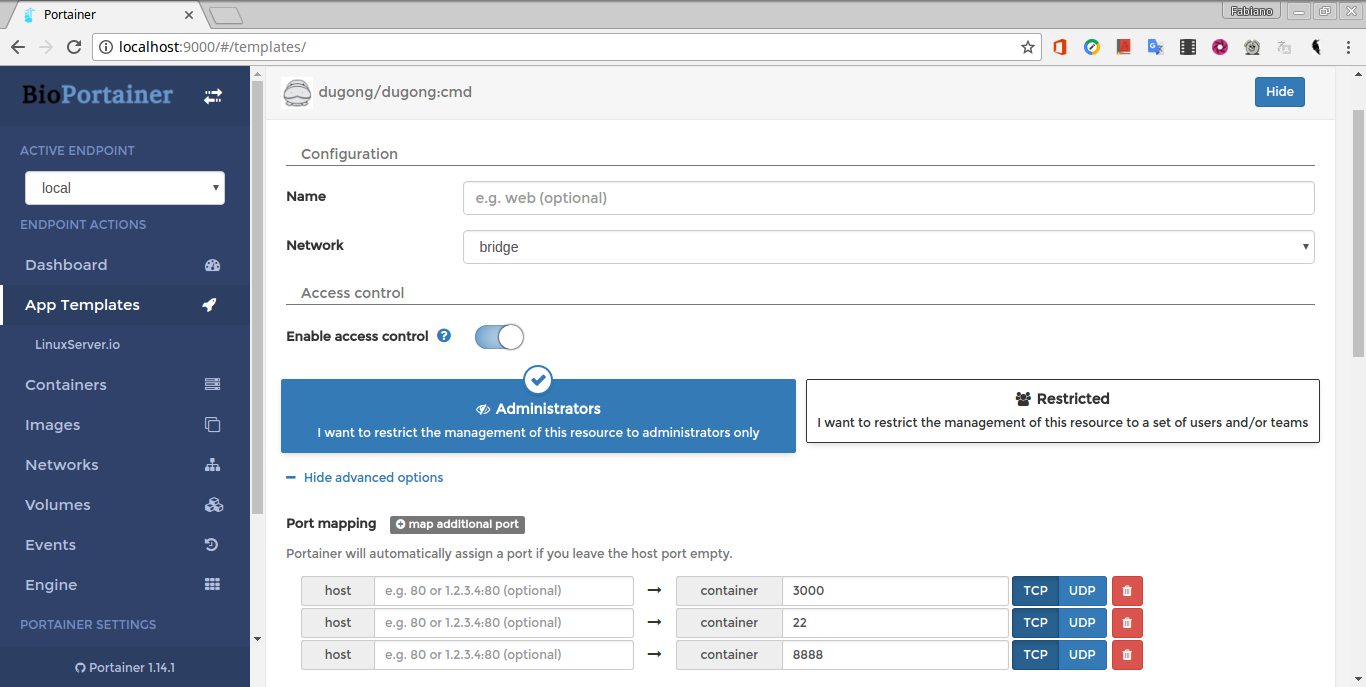 Portainer
Fabiano
localhost:9000/#/templates/
BioPortainer
ACTIVE ENDPOINT
local
ENDPOINT ACTIONS
Dashboard
App Templates
LinuxServer.io
Containers
Images
Networks
Volumes
Events
Engine
PORTAINER SETTINGS
Portainer 1.14.1
dugong/dugong:cmd
Hide
Configuration
Name
e.g. web (optional)
Network
bridge
Access control
Enable access control ?
Administrators
I want to restrict the management of this resource to administrators only
Restricted
I want to restrict the management of this resource to a set of users and/or teams
Hide advanced options
Port mapping map additional port
Portainer will automatically assign a port if you leave the host port empty.
host e.g. 80 or 1.2.3.4:80 (optional) → container 3000 TCP UDP
host e.g. 80 or 1.2.3.4:80 (optional) → container 22 TCP UDP
host e.g. 80 or 1.2.3.4:80 (optional) → container 8888 TCP UDP